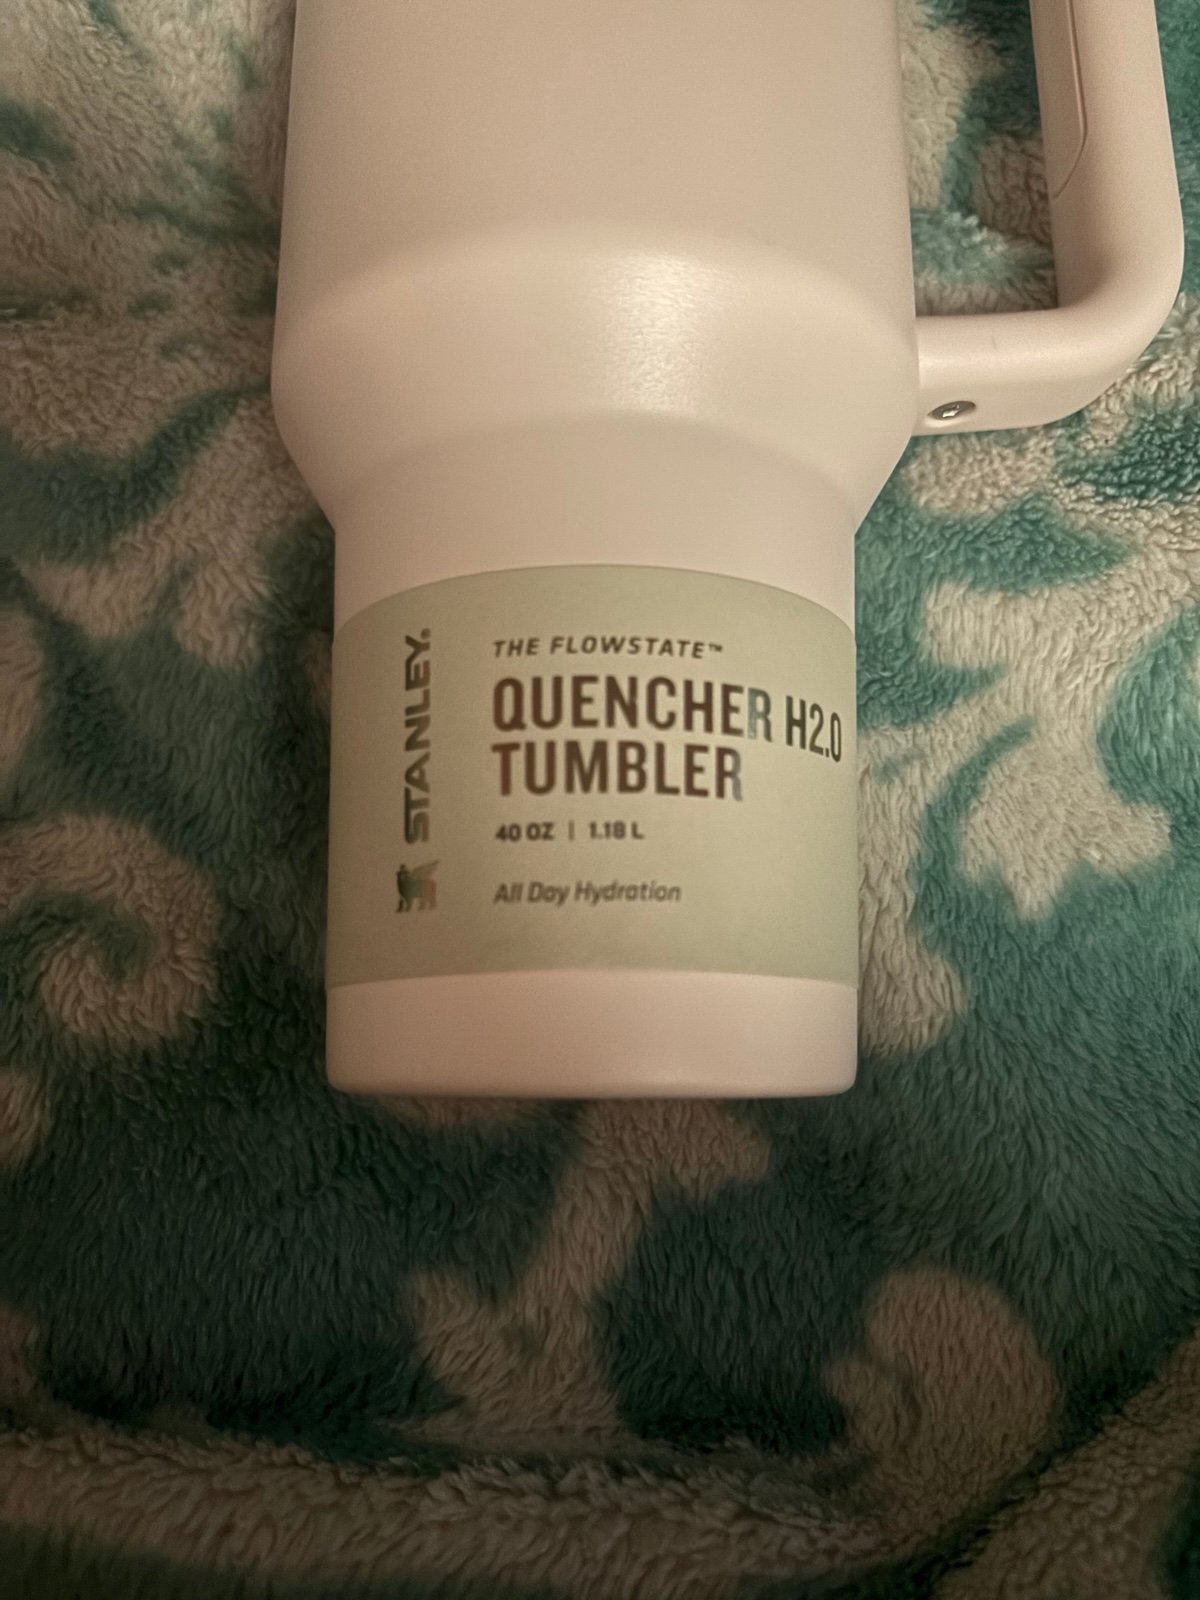 STANLEY®
THE FLOWSTATE™
QUENCHER H2.0
TUMBLER
40 OZ | 1.18 L
All Day Hydration